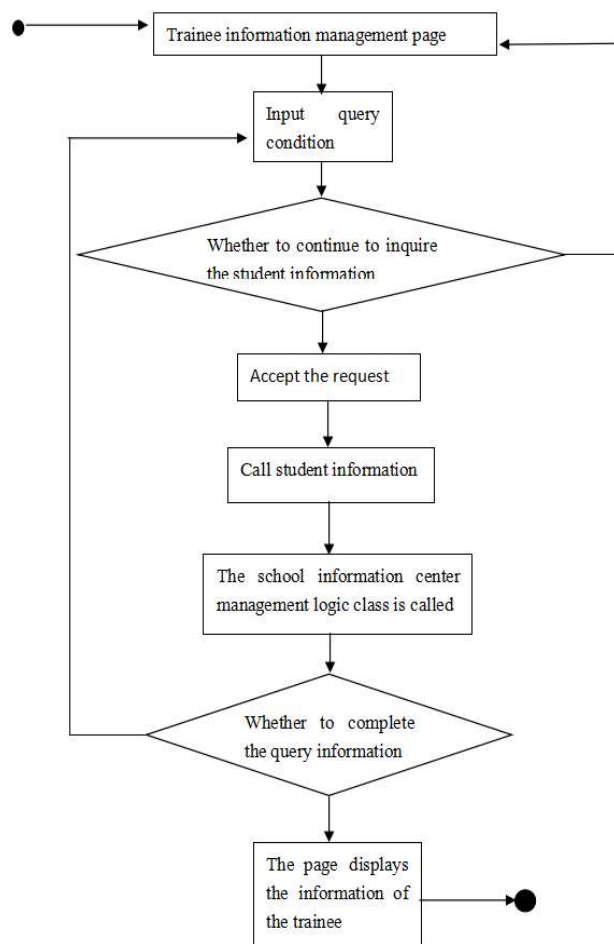 Trainee information management page
Input query
condition
Whether to continue to inquire
the student information
Accept the request
Call student information
The school information center
management logic class is called
Whether to complete
the query information
The page displays
the information of
the trainee